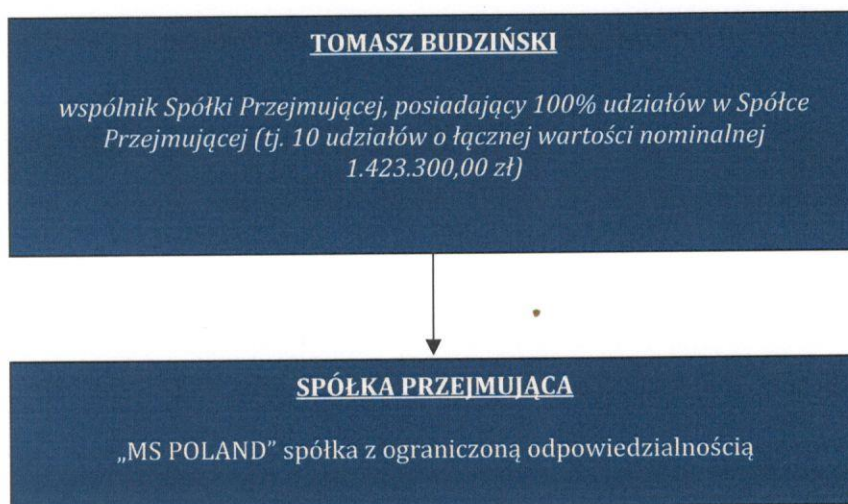 TOMASZ BUDZIŃSKI
wspólnik Spółki Przejmującej, posiadający 100% udziałów w Spółce
Przejmującej (tj. 10 udziałów o łącznej wartości nominalnej
1.423.300,00 zł)
SPÓŁKA PRZEJMUJĄCA
„MS POLAND” spółka z ograniczoną odpowiedzialnością